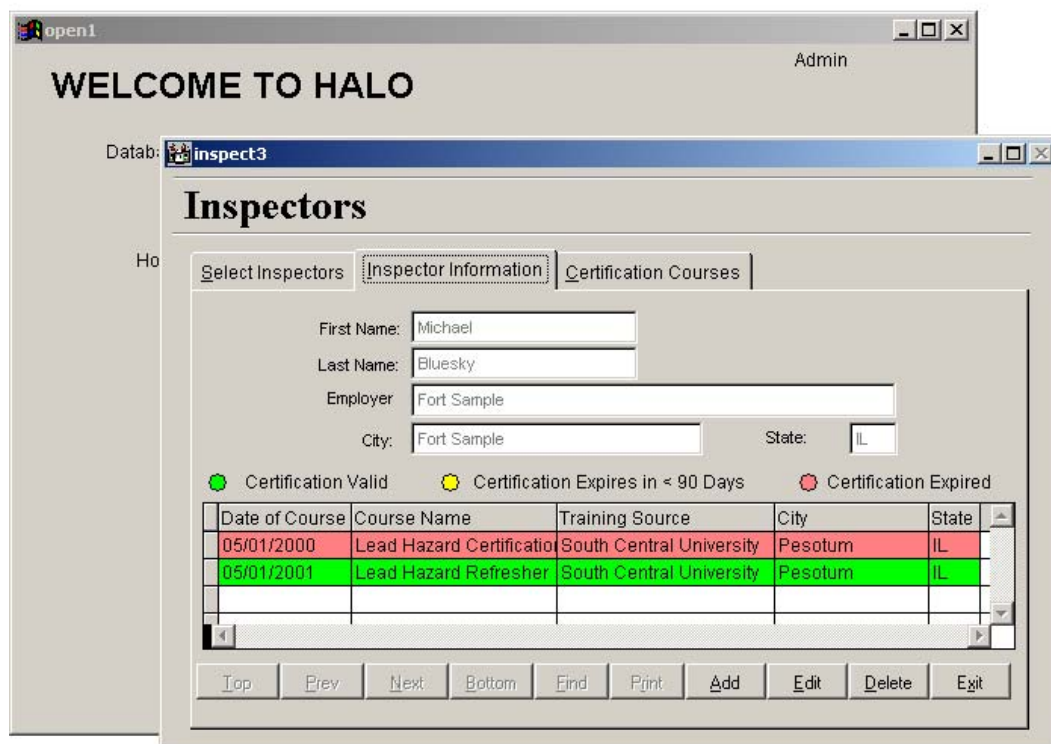 open1
Admin
WELCOME TO HALO
Datab
inspect3
Inspectors
Ho
Select Inspectors
Inspector Information
Certification Courses
First Name: Michael
Last Name: Bluesky
Employer Fort Sample
City: Fort Sample State: IL
Certification Valid Certification Expires in < 90 Days Certification Expired
Date of Course Course Name Training Source City State
05/01/2000 Lead Hazard Certification South Central University Pesotum IL
05/01/2001 Lead Hazard Refresher South Central University Pesotum IL
Top Prev Next Bottom Find Print Add Edit Delete Exit